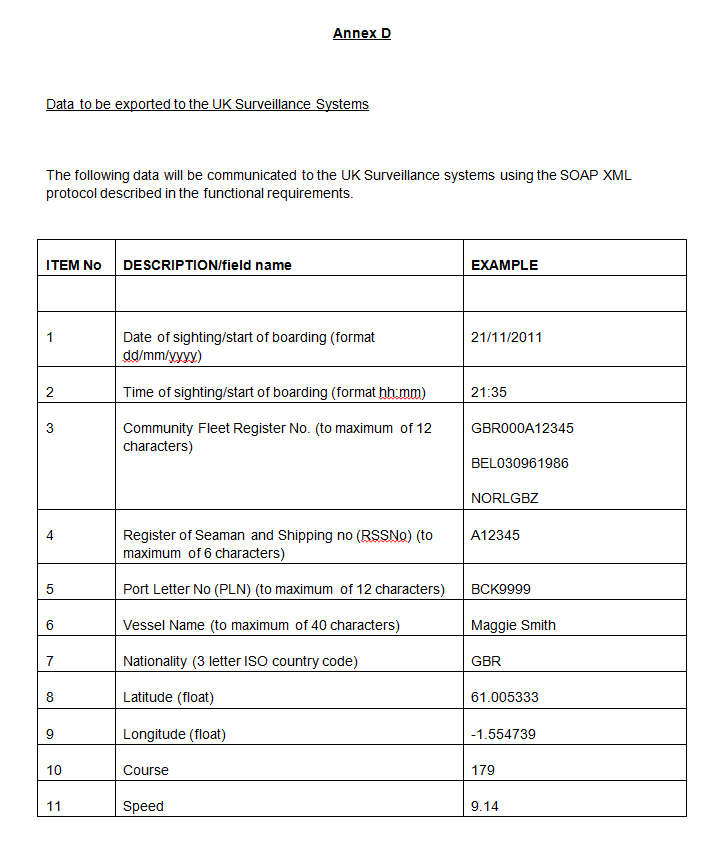 Annex D
Data to be exported to the UK Surveillance Systems
The following data will be communicated to the UK Surveillance systems using the SOAP XML
protocol described in the functional requirements.
ITEM No DESCRIPTION/field name EXAMPLE
1 Date of sighting/start of boarding (format 21/11/2011
dd/mm/yyyy)
2 Time of sighting/start of boarding (format hh:mm) 21:35
3 Community Fleet Register No. (to maximum of 12 GBR000A12345
characters)
BEL030961986
NORLGBZ
4 Register of Seaman and Shipping no (RSSNo) (to A12345
maximum of 6 characters)
5 Port Letter No (PLN) (to maximum of 12 characters) BCK9999
6 Vessel Name (to maximum of 40 characters) Maggie Smith
7 Nationality (3 letter ISO country code) GBR
8 Latitude (float) 61.005333
9 Longitude (float) -1.554739
10 Course 179
11 Speed 9.14